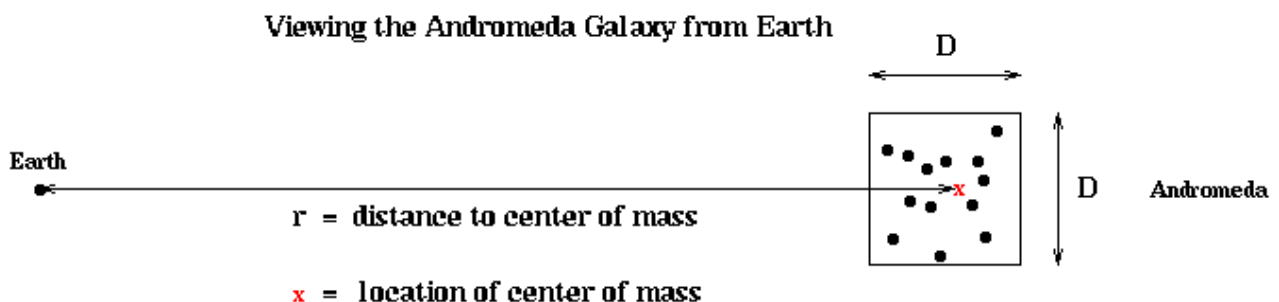 Viewing the Andromeda Galaxy from Earth
D
Earth
x
D
Andromeda
r = distance to center of mass
x = location of center of mass